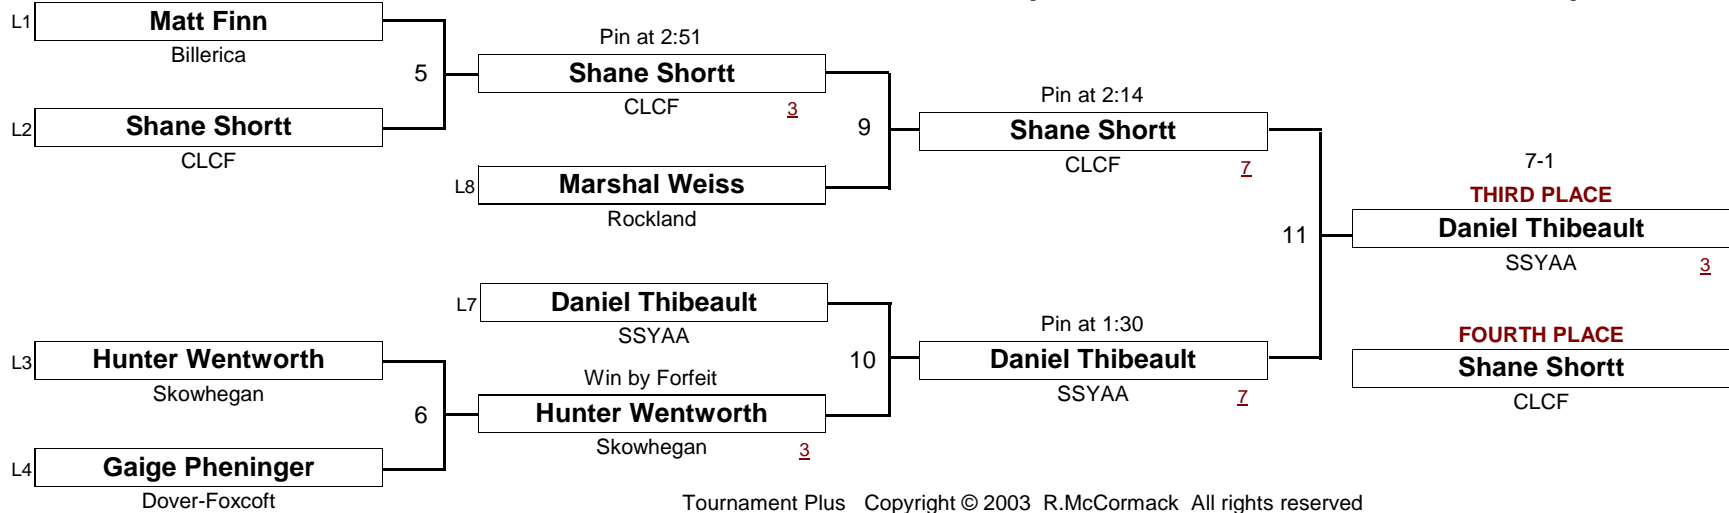 L1 Matt Finn
Billerica
5
L2 Shane Shortt
CLCF
Pin at 2:51
Shane Shortt
CLCF 3
9
L8 Marshal Weiss
Rockland
Pin at 2:14
Shane Shortt
CLCF 7
11
7-1
THIRD PLACE
Daniel Thibeault
SSYAA 3
FOURTH PLACE
Shane Shortt
CLCF
L7 Daniel Thibeault
SSYAA
10
Pin at 1:30
Daniel Thibeault
SSYAA 7
L3 Hunter Wentworth
Skowhegan
6
L4 Gaige Pheninger
Dover-Foxcoft
Win by Forfeit
Hunter Wentworth
Skowhegan 3
Tournament Plus Copyright © 2003 R.McCormack All rights reserved